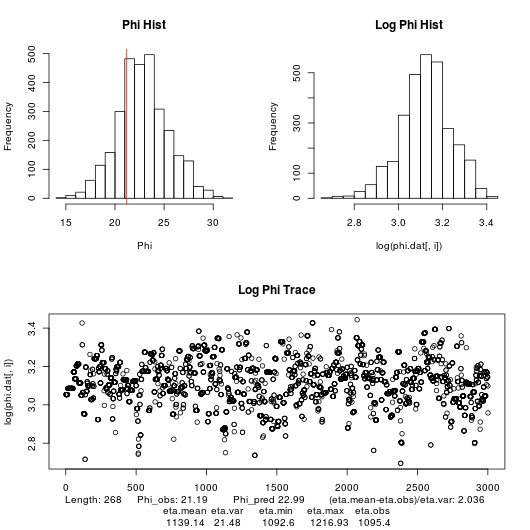 Phi Hist
Log Phi Hist
Frequency
0 100 200 300 400 500
15 20 25 30
Phi
Frequency
0 100 300 500
2.8 3.0 3.2 3.4
log(phi.dat[, i])
Log Phi Trace
log(phi.dat[, i])
2.8 3.0 3.2 3.4
0 500 1000 1500 2000 2500 3000
Length: 268 Phi_obs: 21.19 Phi_pred 22.99 (eta.mean-eta.obs)/eta.var: 2.036
eta.mean eta.var eta.min eta.max eta.obs
1139.14 21.48 1092.6 1216.93 1095.4